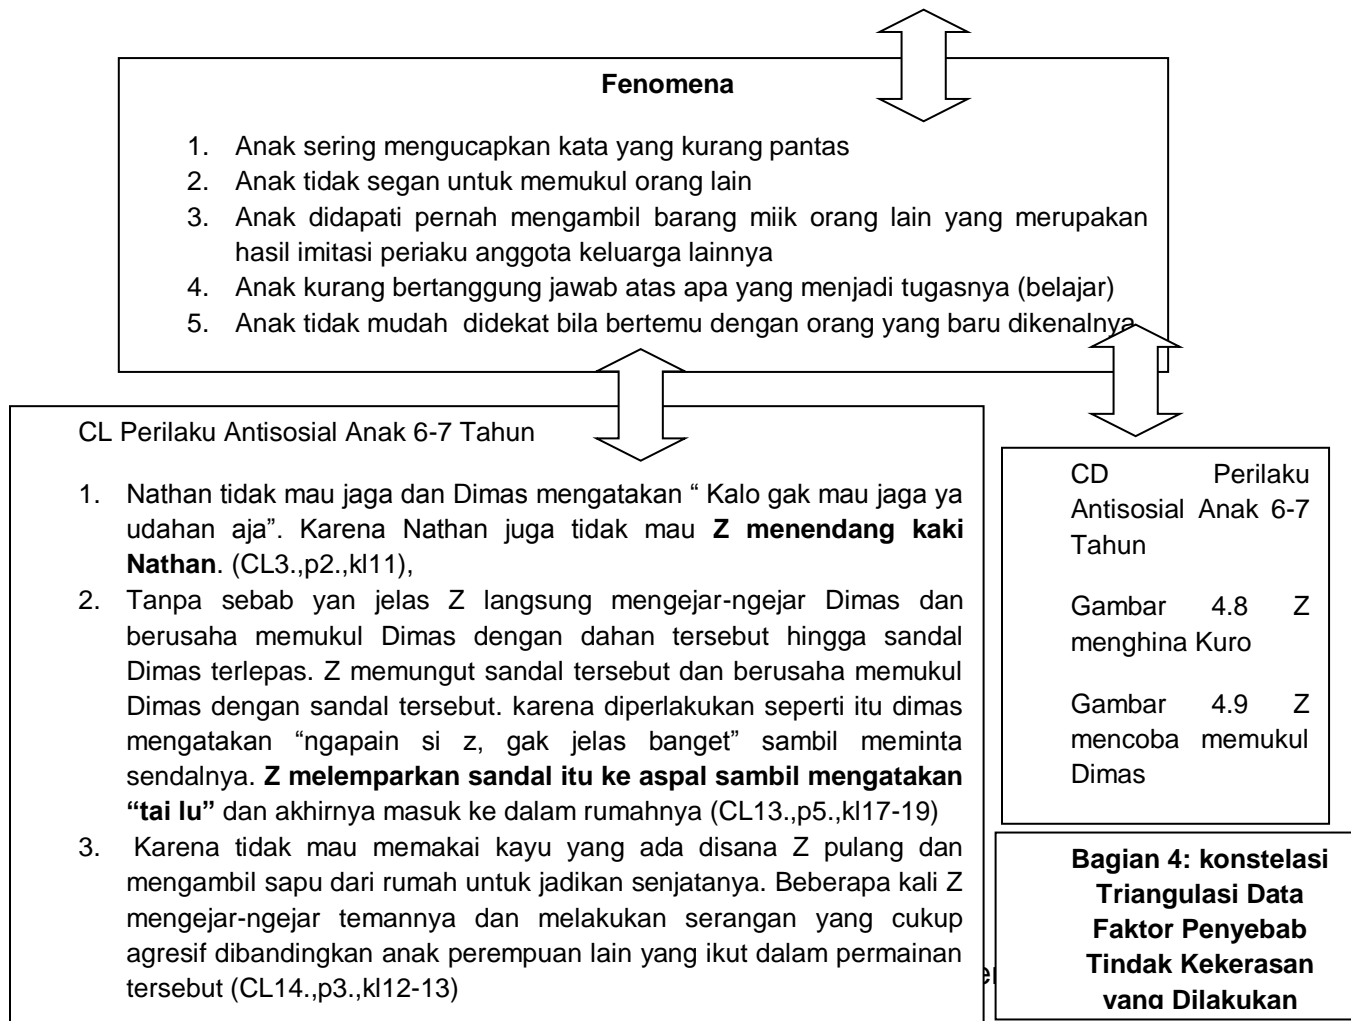 Fenomena
1. Anak sering mengucapkan kata yang kurang pantas
2. Anak tidak segan untuk memukul orang lain
3. Anak didapati pernah mengambil barang miik orang lain yang merupakan
hasil imitasi periaku anggota keluarga lainnya
4. Anak kurang bertanggung jawab atas apa yang menjadi tugasnya (belajar)
5. Anak tidak mudah didekat bila bertemu dengan orang yang baru dikenalnya
CL Perilaku Antisosial Anak 6-7 Tahun
1. Nathan tidak mau jaga dan Dimas mengatakan “ Kalo gak mau jaga ya
udahan aja”. Karena Nathan juga tidak mau Z menendang kaki
Nathan. (CL3.,p2.,kl11),
2. Tanpa sebab yan jelas Z langsung mengejar-ngejar Dimas dan
berusaha memukul Dimas dengan dahan tersebut hingga sandal
Dimas terlepas. Z memungut sandal tersebut dan berusaha memukul
Dimas dengan sandal tersebut. karena diperlakukan seperti itu dimas
mengatakan “ngapain si z, gak jelas banget” sambil meminta
sendalnya. Z melemparkan sandal itu ke aspal sambil mengatakan
“tai lu” dan akhirnya masuk ke dalam rumahnya (CL13.,p5.,kl17-19)
3. Karena tidak mau memakai kayu yang ada disana Z pulang dan
mengambil sapu dari rumah untuk jadikan senjatanya. Beberapa kali Z
mengejar-ngejar temannya dan melakukan serangan yang cukup
agresif dibandingkan anak perempuan lain yang ikut dalam permainan
tersebut (CL14.,p3.,kl12-13)
CD Perilaku
Antisosial Anak 6-7
Tahun
Gambar 4.8 Z
menghina Kuro
Gambar 4.9 Z
mencoba memukul
Dimas
Bagian 4: konstelasi
Triangulasi Data
Faktor Penyebab
Tindak Kekerasan
yang Dilakukan